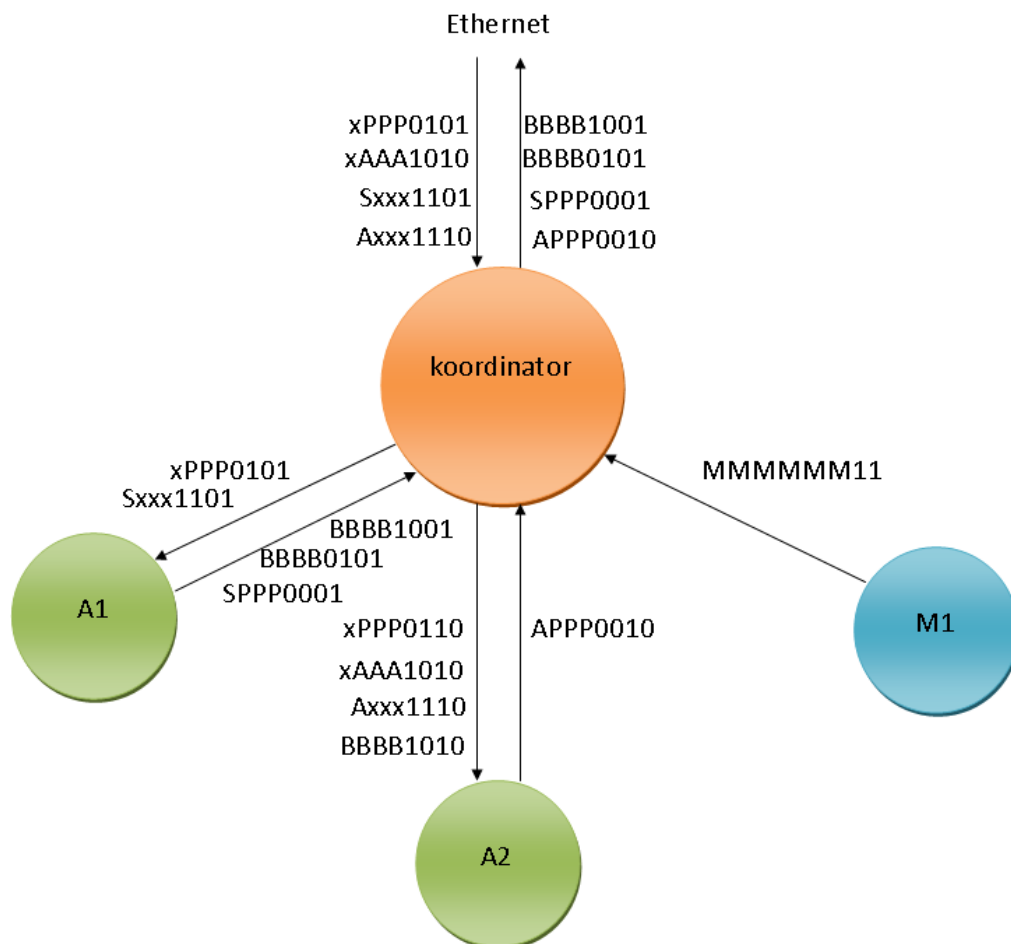 Ethernet
xPPP0101
BBBB1001
xAAA1010
BBBB0101
Sxxx1101
SPPP0001
Axxx1110
APPP0010
koordinator
xPPP0101
Sxxx1101
MMMMMM11
BBBB1001
BBBB0101
SPPP0001
A1
xPPP0110
APPP0010
M1
xAAA1010
Axxx1110
BBBB1010
A2